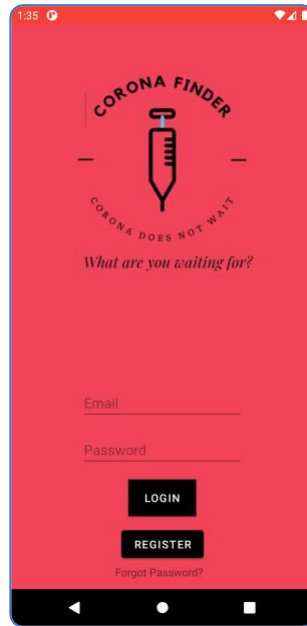 1:35
CORONA FINDER
CORONA DOES NOT WAIT
What are you waiting for?
Email
Password
LOGIN
REGISTER
Forgot Password?